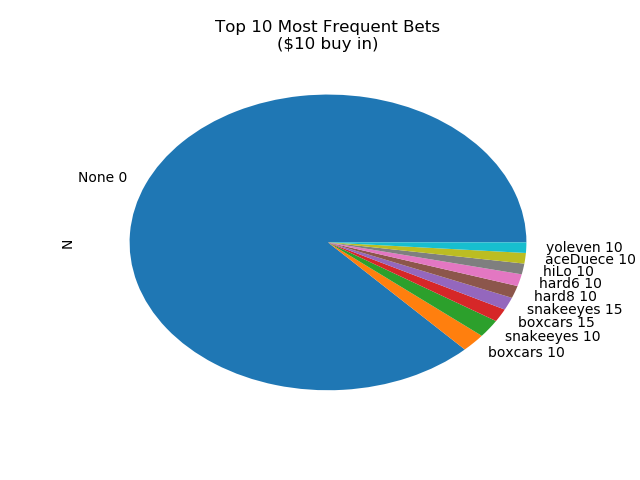 Top 10 Most Frequent Bets
($10 buy in)
None 0
N
yoleven 10
aceDuece 10
hiLo 10
hard6 10
hard8 10
snakeeyes 15
boxcars 15
snakeeyes 10
boxcars 10